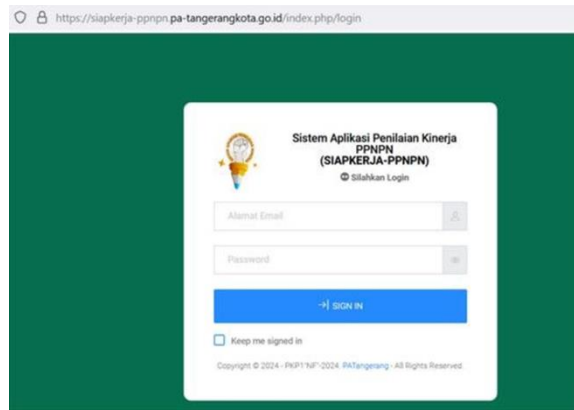 https://siapkerja-ppnpn.pa-tangerangkota.go.id/index.php/login
Sistem Aplikasi Penilaian Kinerja
PPNPN
(SIAPKERJA-PPNPN)
Silahkan Login
Alamat Email
Password
SIGN IN
Keep me signed in
Copyright © 2024 - PKP1"NF"-2024. PATangerang - All Rights Reserved.